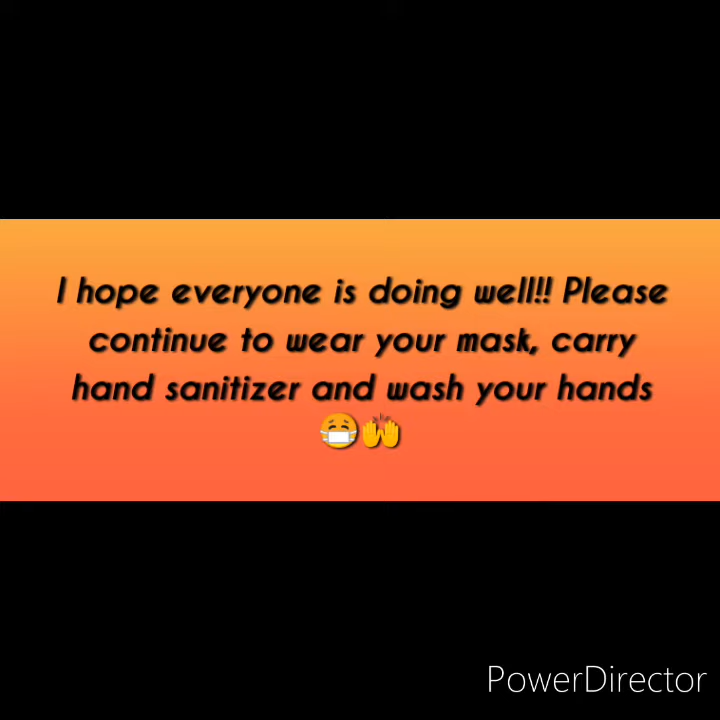 I hope everyone is doing well!! Please
continue to wear your mask, carry
hand sanitizer and wash your hands
😷🙌
PowerDirector